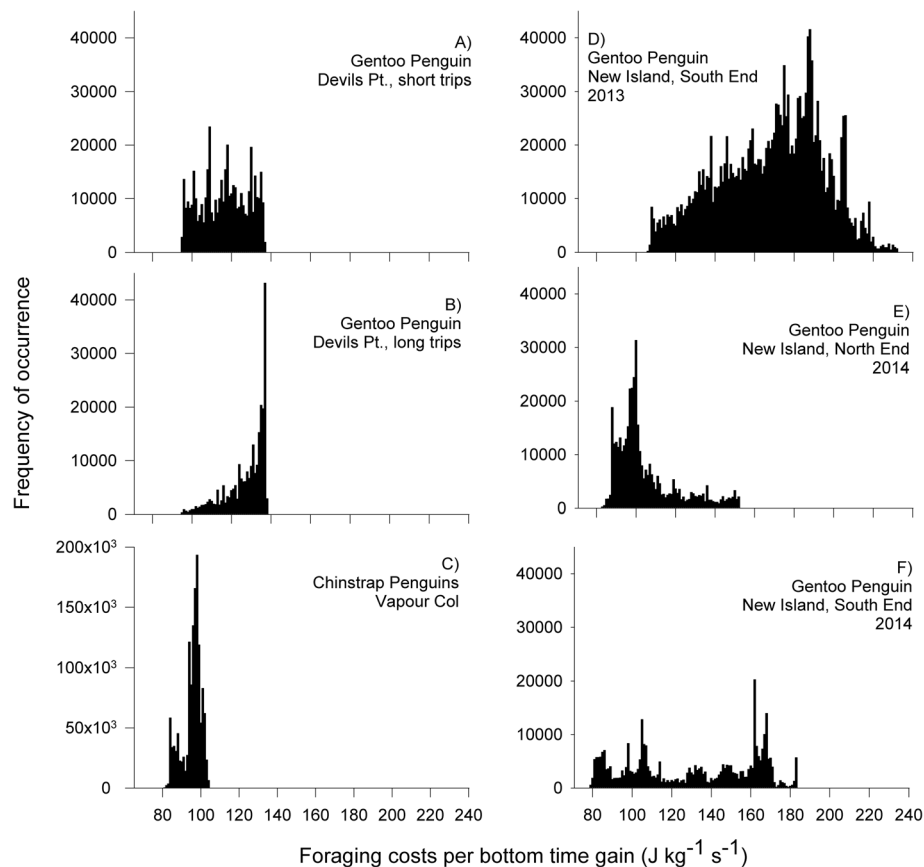 Frequency of occurrence
40000
30000
20000
10000
0
A)
Gentoo Penguin
Devils Pt., short trips
40000
30000
20000
10000
0
B)
Gentoo Penguin
Devils Pt., long trips
200x10³
150x10³
100x10³
50x10³
0
C)
Chinstrap Penguins
Vapour Col
80 100 120 140 160 180 200 220 240
40000
30000
20000
10000
0
D)
Gentoo Penguin
New Island, South End
2013
40000
30000
20000
10000
0
E)
Gentoo Penguin
New Island, North End
2014
40000
30000
20000
10000
0
F)
Gentoo Penguin
New Island, South End
2014
80 100 120 140 160 180 200 220 240
Foraging costs per bottom time gain (J kg⁻¹ s⁻¹)